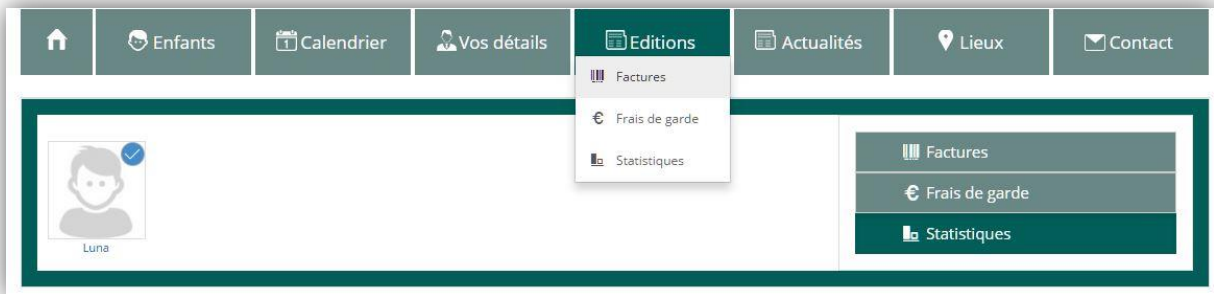 Enfants
1
Calendrier
Vos détails
Editions
Actualités
Lieux
Contact
Factures
€ Frais de garde
Statistiques
Luna
Factures
€ Frais de garde
Statistiques